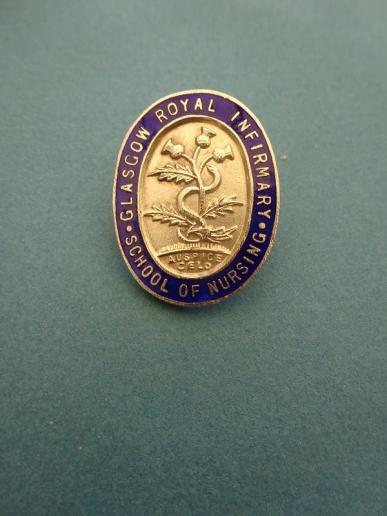 GLASGOW ROYAL INFIRMARY
SCHOOL OF NURSING
AUSPICE
CELO